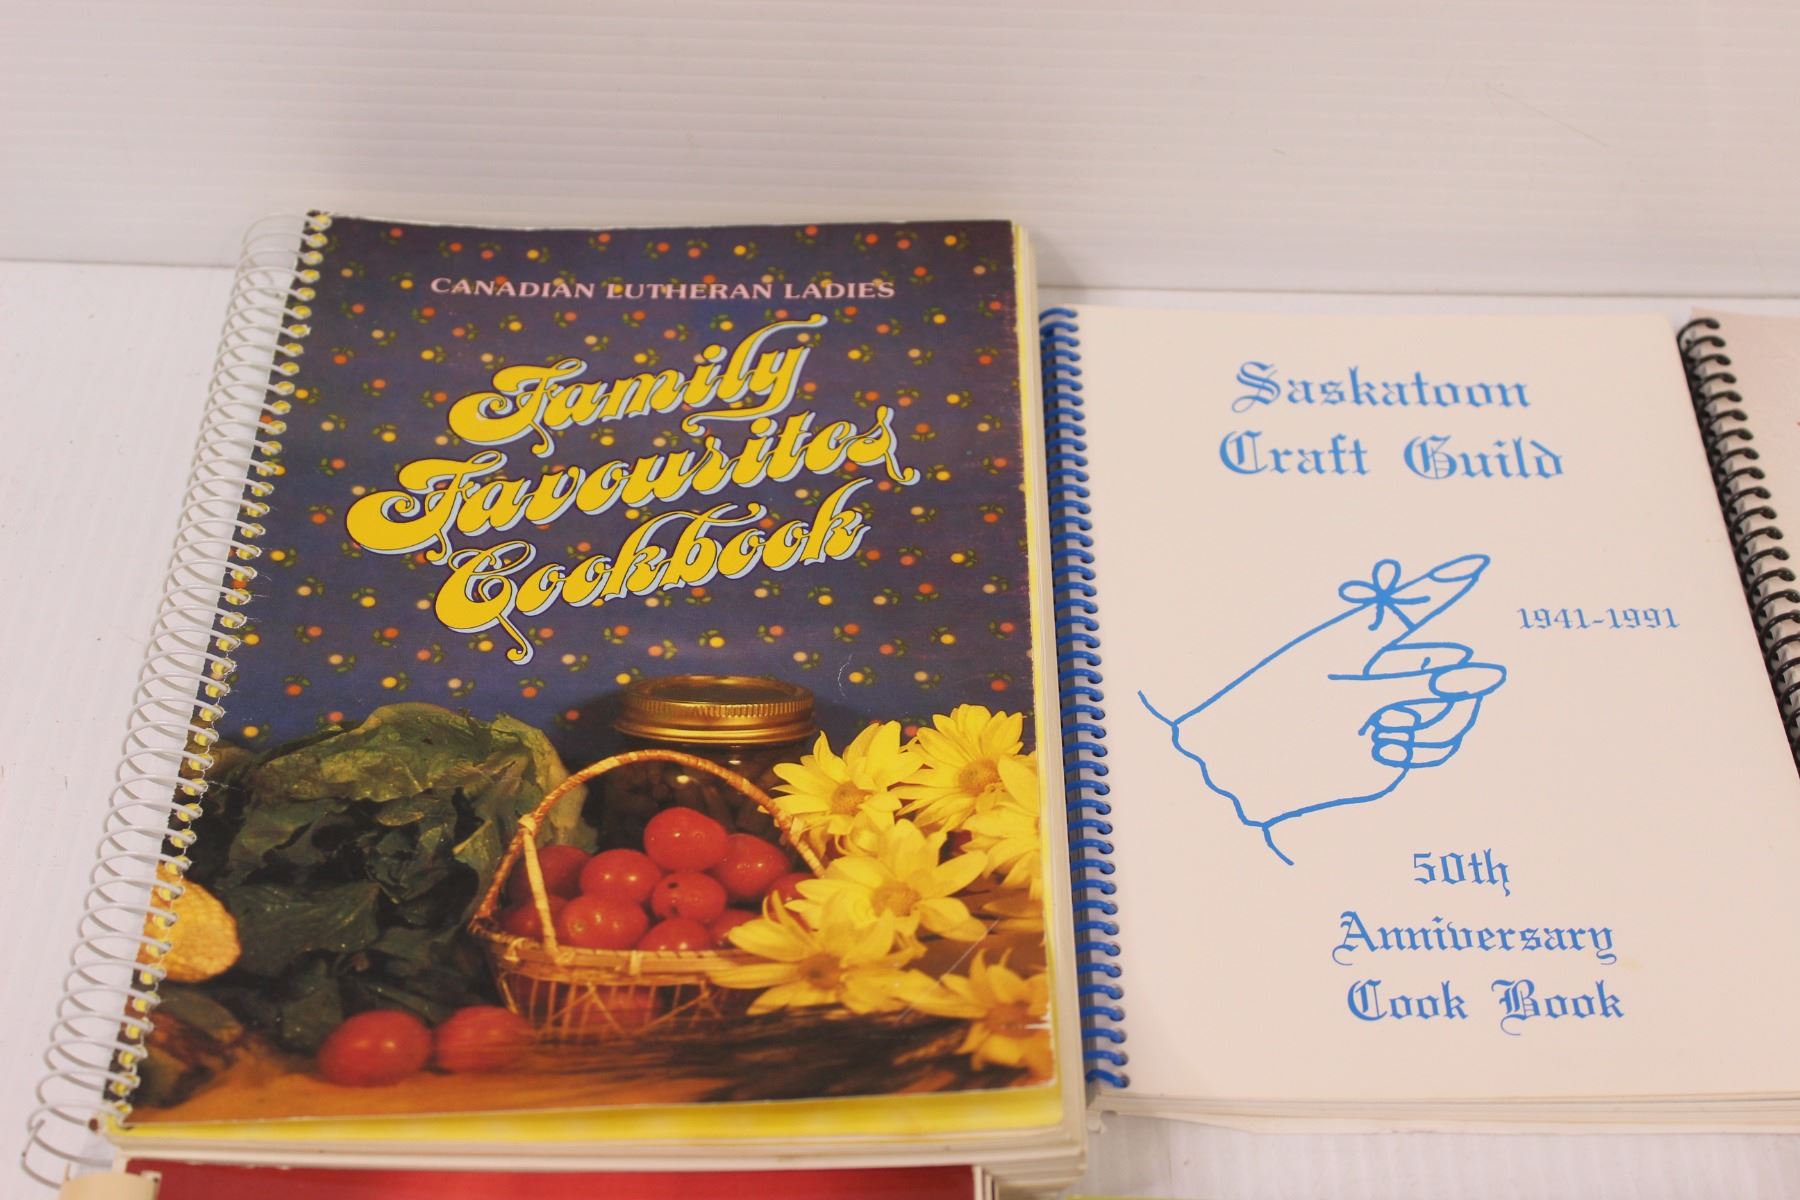 CANADIAN LUTHERAN LADIES
Family
Favourites
Cookbook
Saskatoon
Craft Guild
1941-1991
50th
Anniversary
Cook Book